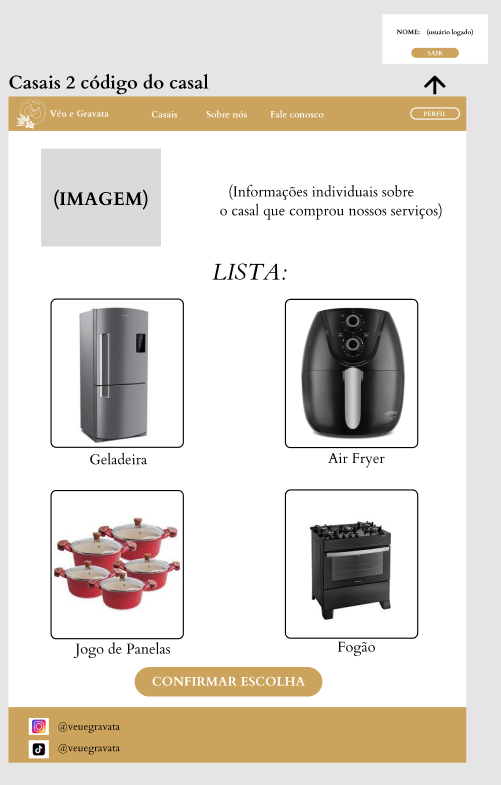 NOME: (usuário logado)
SAIR
Casais 2 código do casal
Véu e Gravata Casais Sobre nós Fale conosco PERFIL
(IMAGEM)
(Informações individuais sobre
o casal que comprou nossos serviços)
LISTA:
Geladeira Air Fryer
Jogo de Panelas Fogão
CONFIRMAR ESCOLHA
@veuegravata
@veuegravata